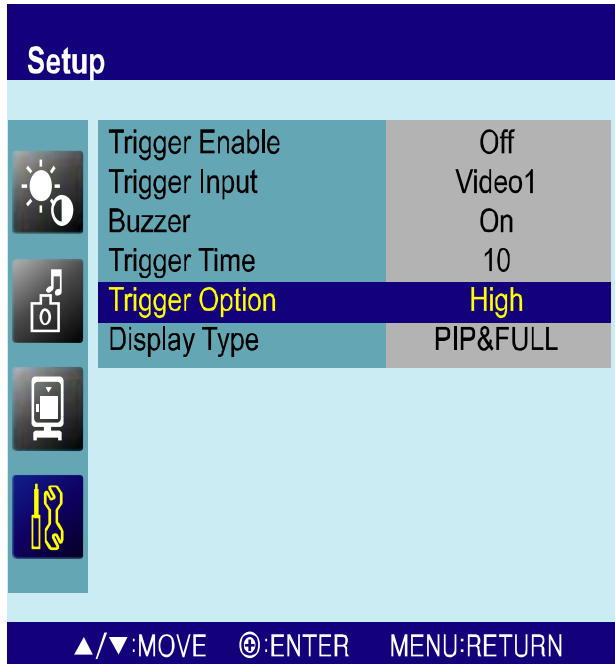 Setup
Trigger Enable Off
Trigger Input Video1
Buzzer On
Trigger Time 10
Trigger Option High
Display Type PIP&FULL
▲/▼:MOVE ⊕:ENTER MENU:RETURN